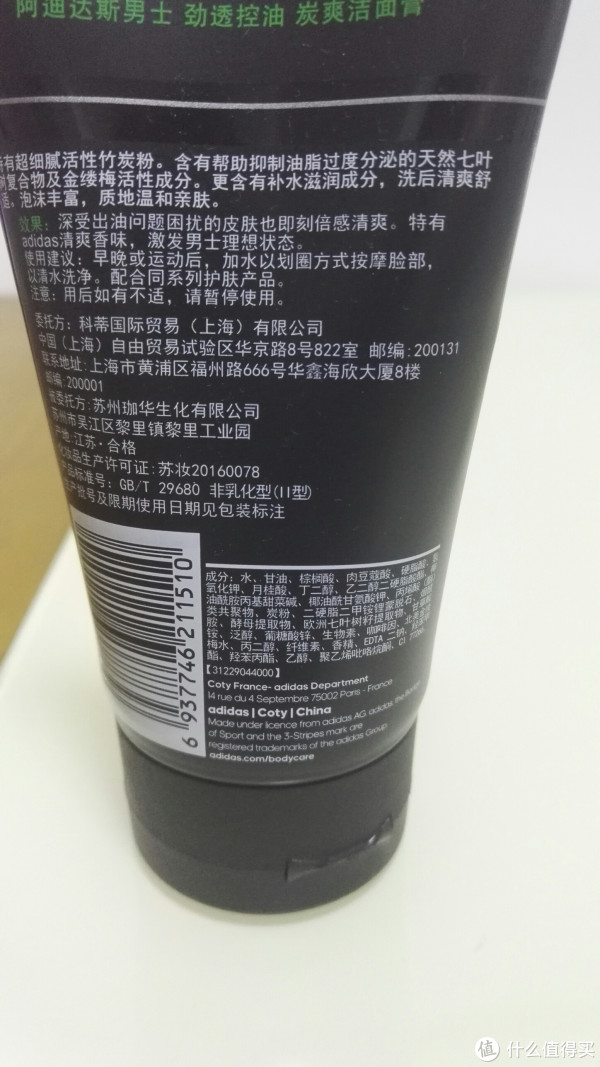 阿迪达斯男士 劲透控油 炭爽洁面膏
有超细腻活性竹炭粉。含有帮助抑制油脂过度分泌的天然七叶
树复合物及金缕梅活性成分。更含有补水滋润成分，洗后清爽舒
适。泡沫丰富，质地温和亲肤。
效果：深受出油问题困扰的皮肤也即刻倍感清爽。特有
adidas清爽香味，激发男士理想状态。
使用建议：早晚或运动后，加水以划圈方式按摩脸部，
以清水洗净。配合同系列护肤产品。
注意：用后如有不适，请暂停使用。
委托方：科蒂国际贸易（上海）有限公司
中国（上海）自由贸易试验区华京路8号822室 邮编:200131
联系地址:上海市黄浦区福州路666号华鑫海欣大厦8楼
邮编:200001
被委托方:苏州珈华生化有限公司
苏州市吴江区黎里镇黎里工业园
产地:江苏·合格
化妆品生产许可证:苏妆20160078
产品标准号: GB/T 29680 非乳化型(II型)
生产批号及限期使用日期见包装标注
6 937746 211510
成分：水、甘油、棕榈酸、肉豆蔻酸、硬脂酸、氢
氧化钾、月桂酸、丁二醇、乙二醇二硬脂酸酯、椰
油酰胺丙基甜菜碱、椰油酰甘氨酸钾、丙烯酸（酯）
类共聚物、炭粉、二硬脂二甲铵锂蒙脱石、
酸、酵母提取物、欧洲七叶树籽提取物、甘草酸
铵、泛醇、葡糖酸锌、生物素、咖啡因、北美金缕
梅水、丙二醇、纤维素、香精、EDTA 二钠、
酯、羟苯丙酯、乙醇、聚乙烯吡咯烷酮、CI 77266
【31229044000】
Coty France- adidas Department
14 rue du 4 Septembre 75002 Paris - France
adidas | Coty | China
Made under licence from adidas AG. adidas, the Badge
of Sport and the 3-Stripes mark are
registered trademarks of the adidas Group.
adidas.com/bodycare
值 什么值得买